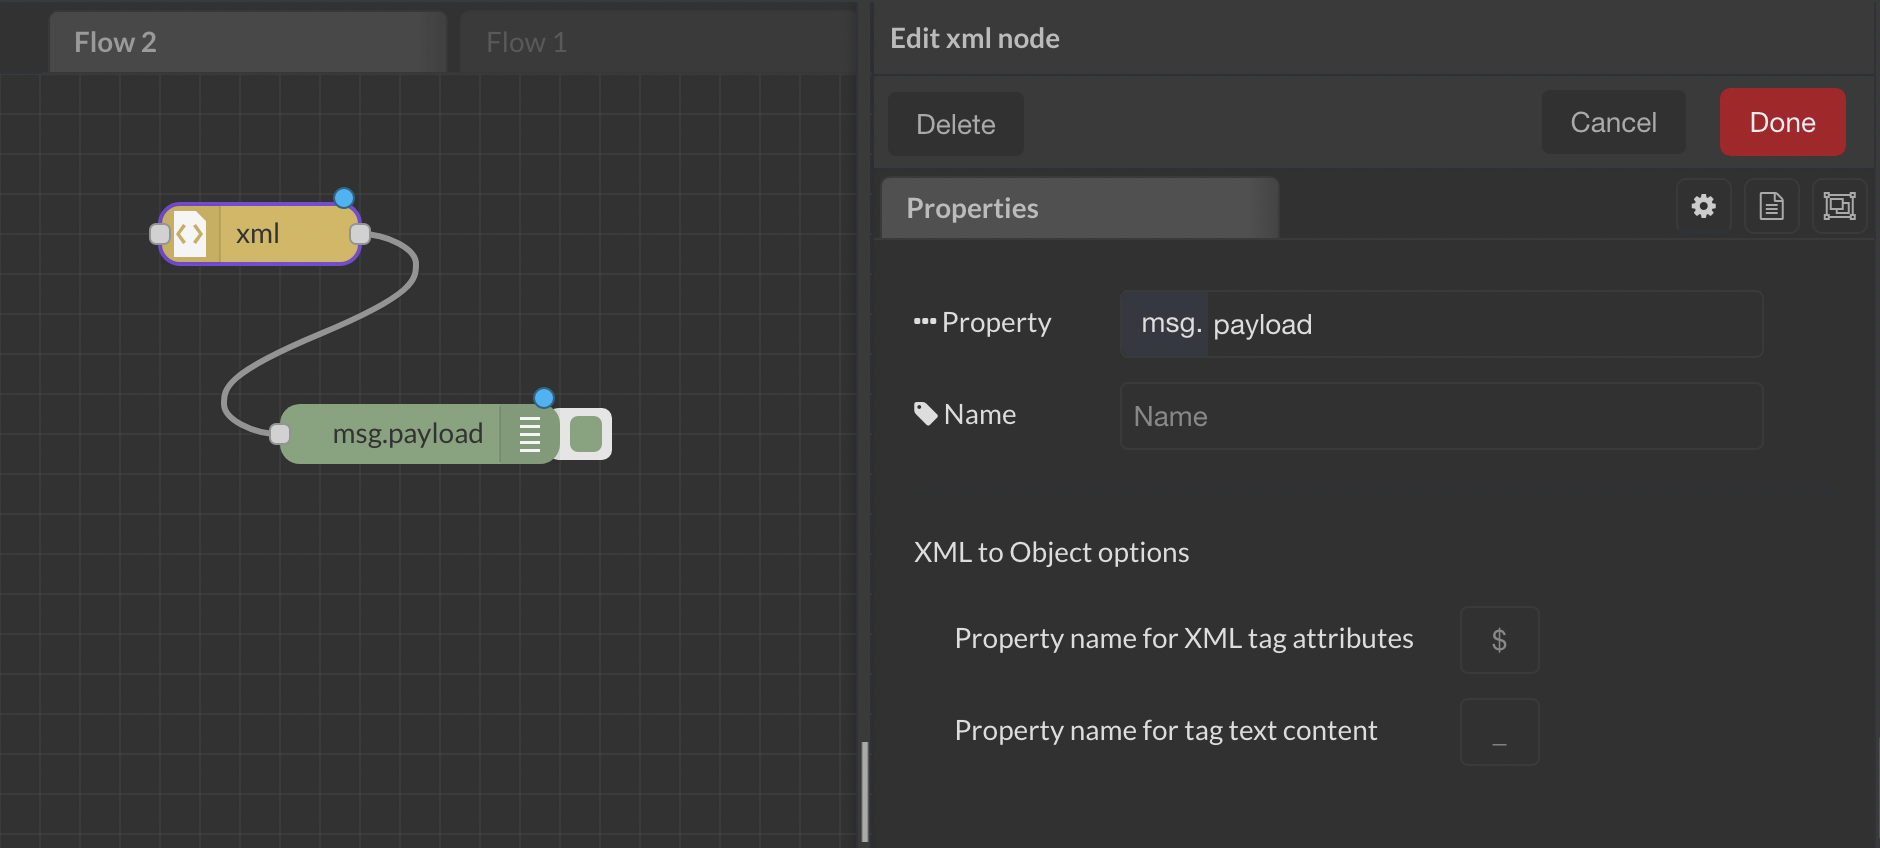 Flow 2
Flow 1
xml
msg.payload
Edit xml node
Delete
Cancel
Done
Properties
Property
msg. payload
Name
Name
XML to Object options
Property name for XML tag attributes
$
Property name for tag text content
_